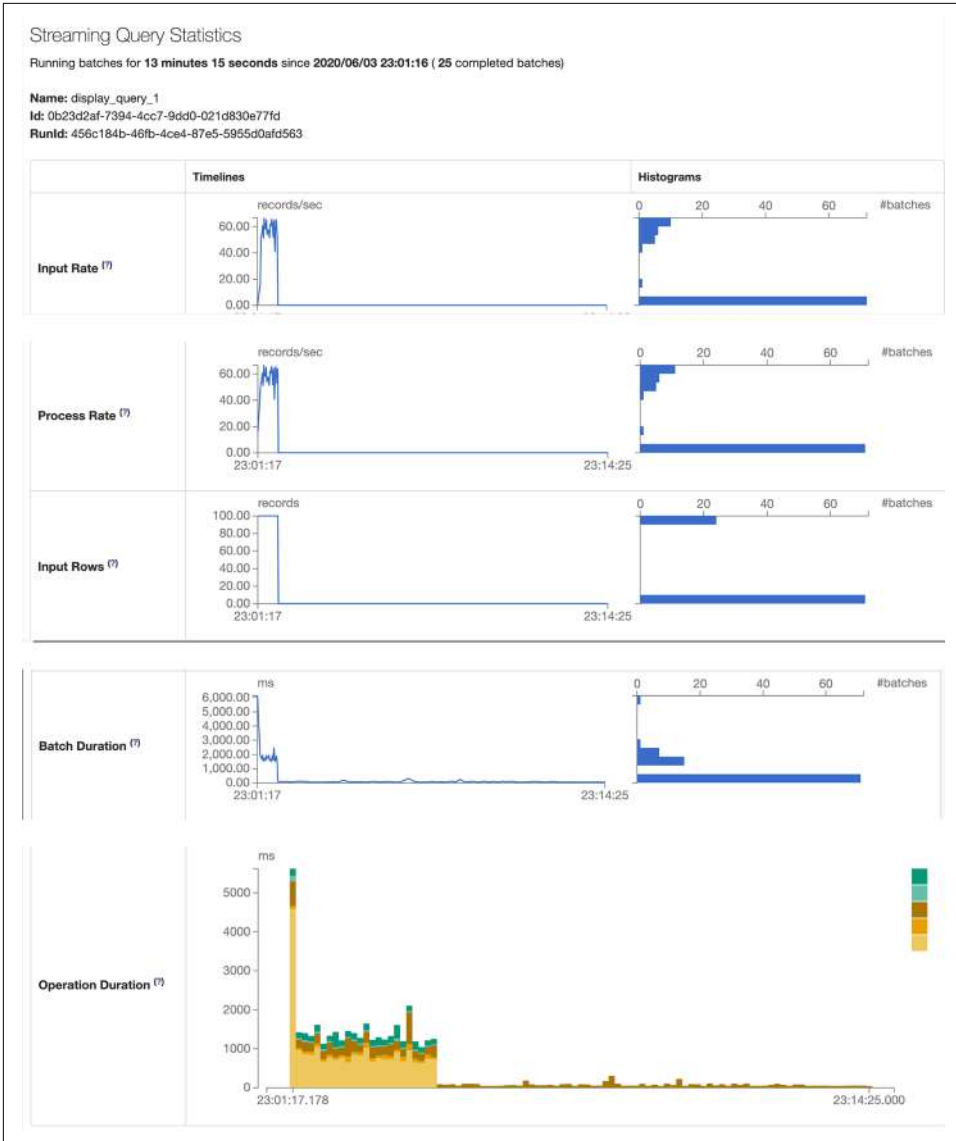 Streaming Query Statistics
Running batches for 13 minutes 15 seconds since 2020/06/03 23:01:16 ( 25 completed batches)
Name: display_query_1
Id: 0b23d2af-7394-4cc7-9dd0-021d830e77fd
RunId: 456c184b-46fb-4ce4-87e5-5955d0afd563
Timelines Histograms
Input Rate (?)
records/sec
60.00
40.00
20.00
0.00
0 20 40 60 #batches
Process Rate (?)
records/sec
60.00
40.00
20.00
0.00
23:01:17 23:14:25
0 20 40 60 #batches
Input Rows (?)
records
100.00
80.00
60.00
40.00
20.00
0.00
23:01:17 23:14:25
0 20 40 60 #batches
Batch Duration (?)
ms
6,000.00
5,000.00
4,000.00
3,000.00
2,000.00
1,000.00
0.00
23:01:17 23:14:25
0 20 40 60 #batches
Operation Duration (?)
ms
5000
4000
3000
2000
1000
0
23:01:17.178 23:14:25.000